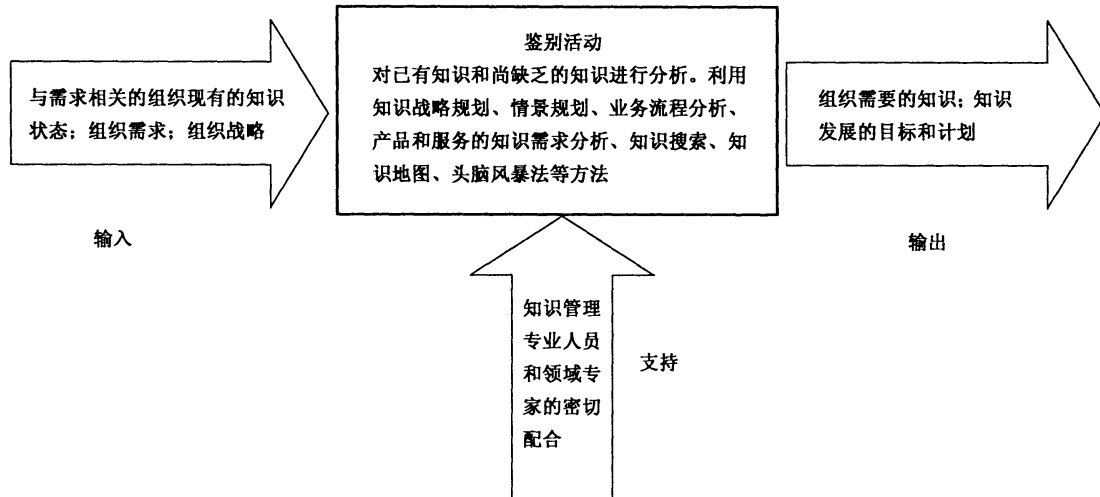 与需求相关的组织现有的知识
状态；组织需求；组织战略
输入
鉴别活动
对已有知识和尚缺乏的知识进行分析。利用
知识战略规划、情景规划、业务流程分析、
产品和服务的知识需求分析、知识搜索、知
识地图、头脑风暴法等方法
组织需要的知识；知识
发展的目标和计划
输出
知识管理
专业人员
和领域专
家的密切
配合
支持